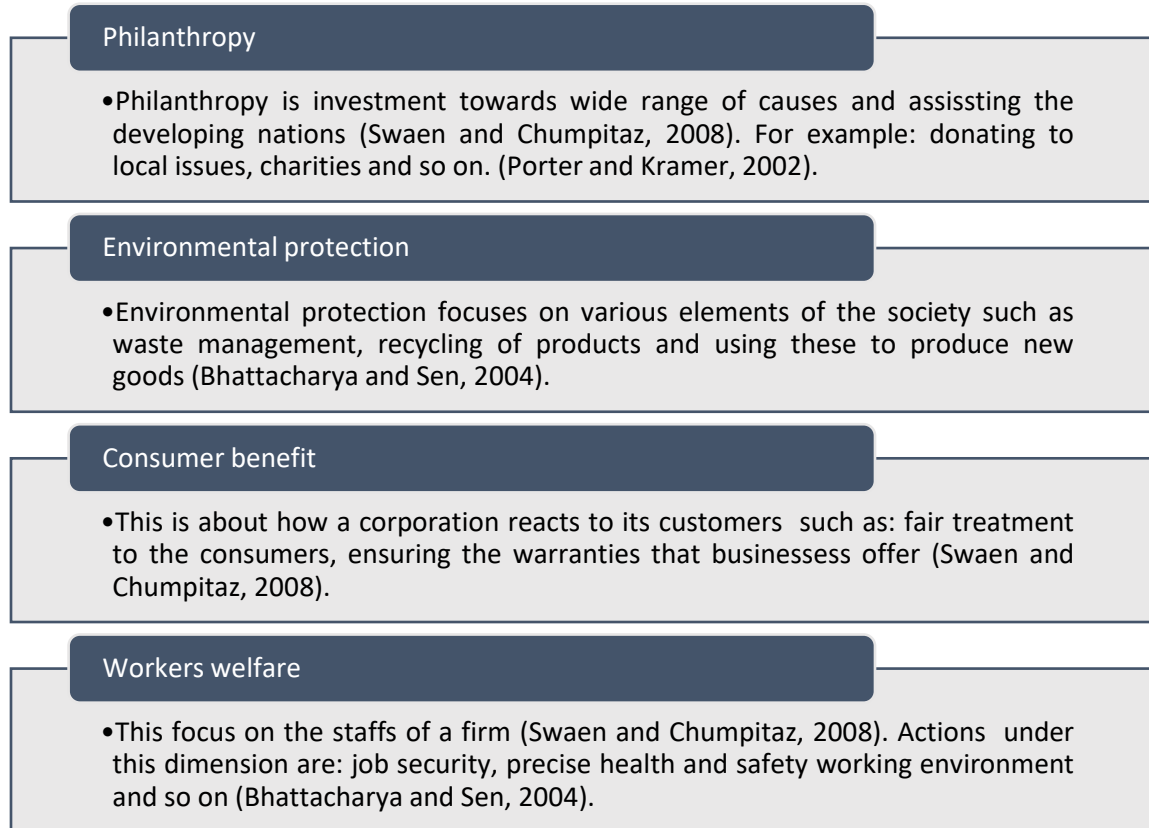 Philanthropy
•Philanthropy is investment towards wide range of causes and assissting the
developing nations (Swaen and Chumpitaz, 2008). For example: donating to
local issues, charities and so on. (Porter and Kramer, 2002).
Environmental protection
•Environmental protection focuses on various elements of the society such as
waste management, recycling of products and using these to produce new
goods (Bhattacharya and Sen, 2004).
Consumer benefit
•This is about how a corporation reacts to its customers  such as: fair treatment
to the consumers, ensuring the warranties that businessess offer (Swaen and
Chumpitaz, 2008).
Workers welfare
•This focus on the staffs of a firm (Swaen and Chumpitaz, 2008). Actions  under
this dimension are: job security, precise health and safety working environment
and so on (Bhattacharya and Sen, 2004).